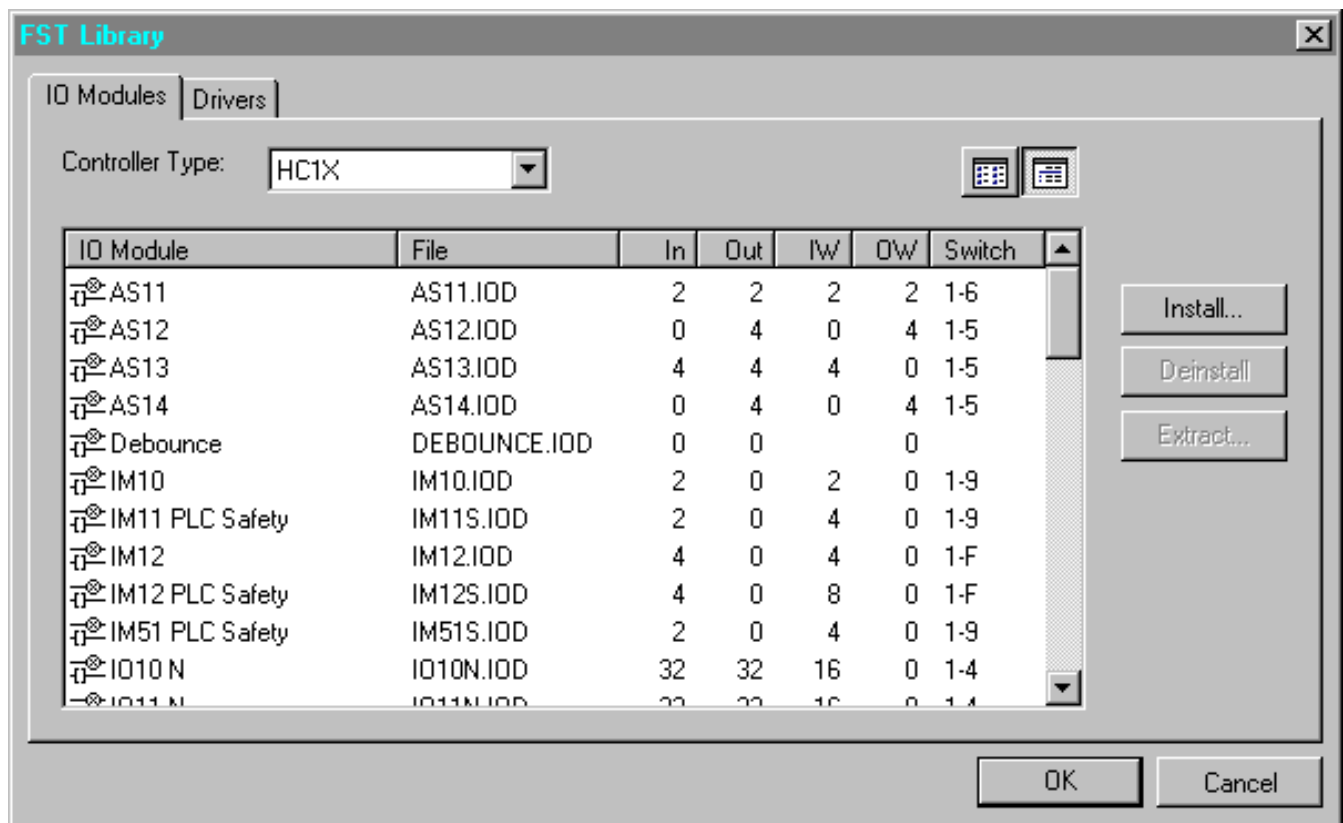 FST Library
IO Modules Drivers
Controller Type: HC1X
IO Module File In Out IW OW Switch
AS11 AS11.IOD 2 2 2 2 1-6
AS12 AS12.IOD 0 4 0 4 1-5
AS13 AS13.IOD 4 4 4 0 1-5
AS14 AS14.IOD 0 4 0 4 1-5
Debounce DEBOUNCE.IOD 0 0 0
IM10 IM10.IOD 2 0 2 0 1-9
IM11 PLC Safety IM11S.IOD 2 0 4 0 1-9
IM12 IM12.IOD 4 0 4 0 1-F
IM12 PLC Safety IM12S.IOD 4 0 8 0 1-F
IM51 PLC Safety IM51S.IOD 2 0 4 0 1-9
IO10 N IO10N.IOD 32 32 16 0 1-4
IO11 N IO11N.IOD
Install...
Deinstall
Extract...
OK Cancel